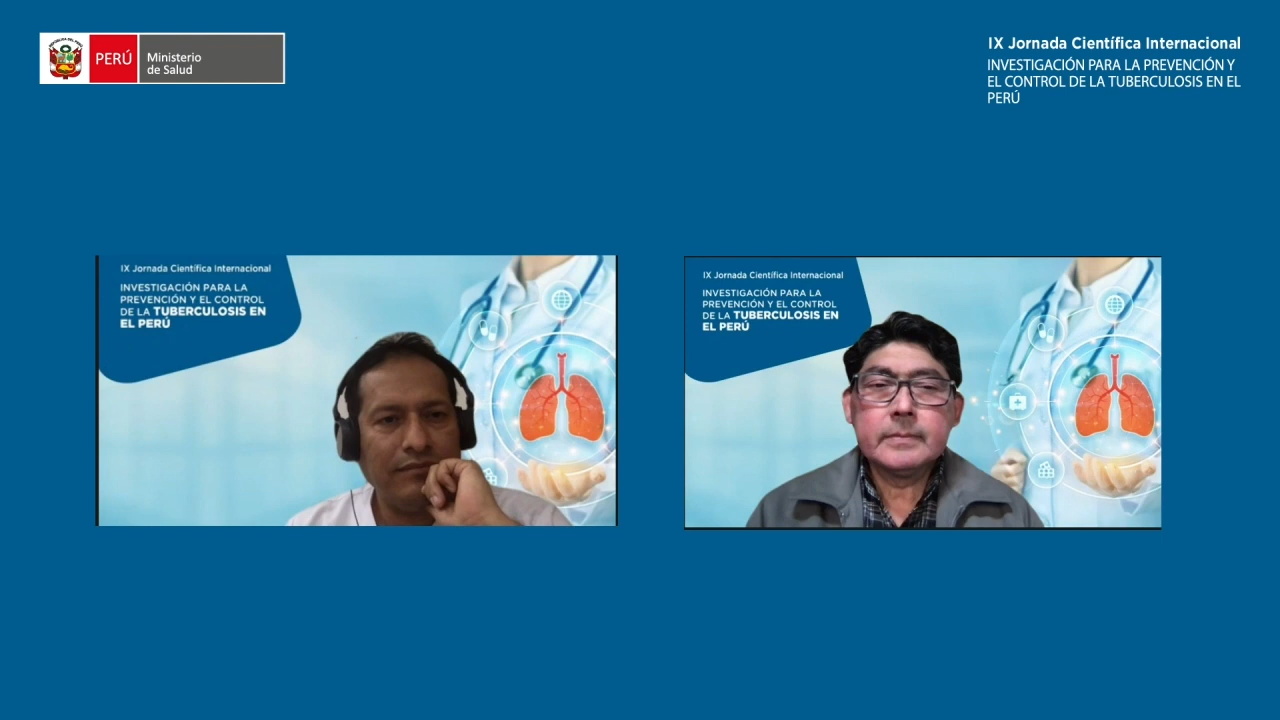 PERÚ
Ministerio
de Salud
IX Jornada Científica Internacional
INVESTIGACIÓN PARA LA PREVENCIÓN Y
EL CONTROL DE LA TUBERCULOSIS EN EL
PERÚ
IX Jornada Científica Internacional
INVESTIGACIÓN PARA LA
PREVENCIÓN Y EL CONTROL
DE LA TUBERCULOSIS EN
EL PERÚ
IX Jornada Científica Internacional
INVESTIGACIÓN PARA LA
PREVENCIÓN Y EL CONTROL
DE LA TUBERCULOSIS EN
EL PERÚ